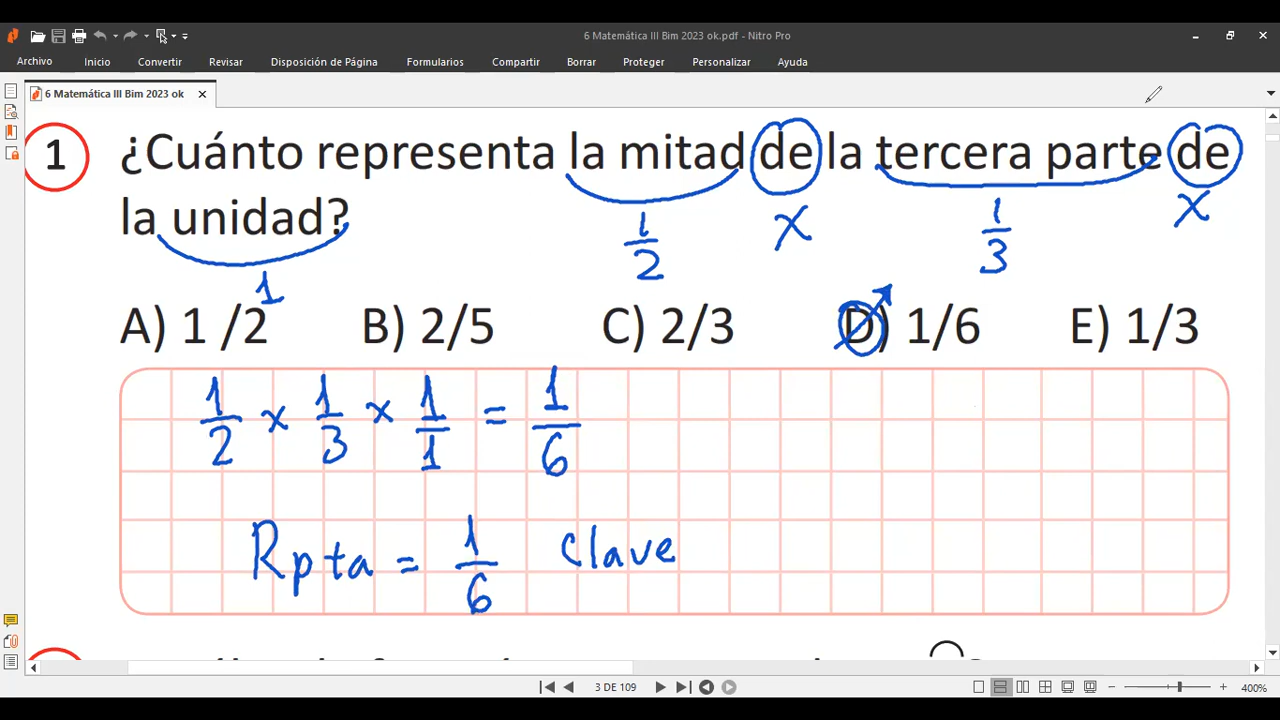 6 Matemática III Bim 2023 ok.pdf - Nitro Pro
Archivo Inicio Convertir Revisar Disposición de Página Formularios Compartir Borrar Proteger Personalizar Ayuda
6 Matemática III Bim 2023 ok
1 ¿Cuánto representa la mitad de la tercera parte de
la unidad?
1/2 x 1/3 x
1
A) 1 /2 B) 2/5 C) 2/3 D) 1/6 E) 1/3
1/2 x 1/3 x 1/1 = 1/6
Rpta = 1/6 clave
3 DE 109 400%